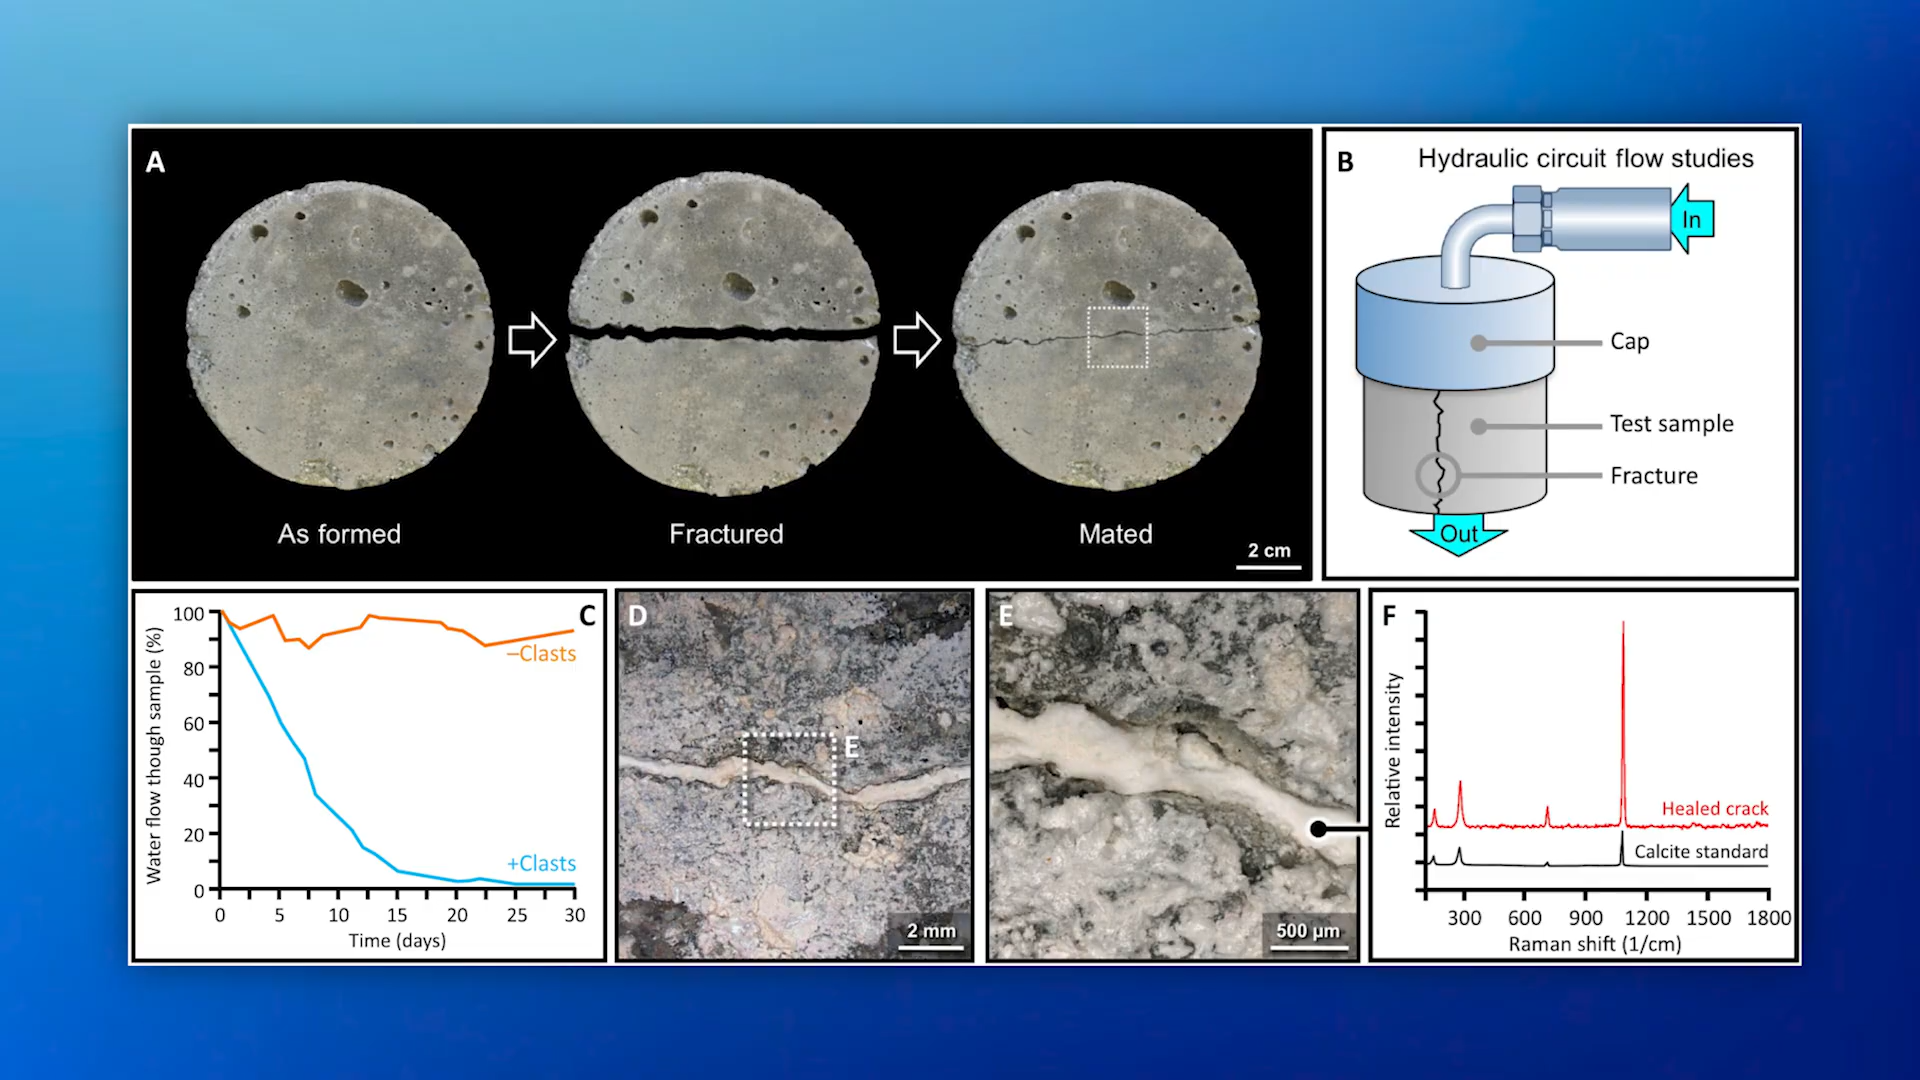 A
As formed
Fractured
Mated
2 cm
B
Hydraulic circuit flow studies
In
Cap
Test sample
Fracture
Out
C
Water flow though sample (%)
100
80
60
40
20
0
–Clasts
+Clasts
0 5 10 15 20 25 30
Time (days)
D
E
2 mm
E
500 µm
F
Relative intensity
Healed crack
Calcite standard
300 600 900 1200 1500 1800
Raman shift (1/cm)